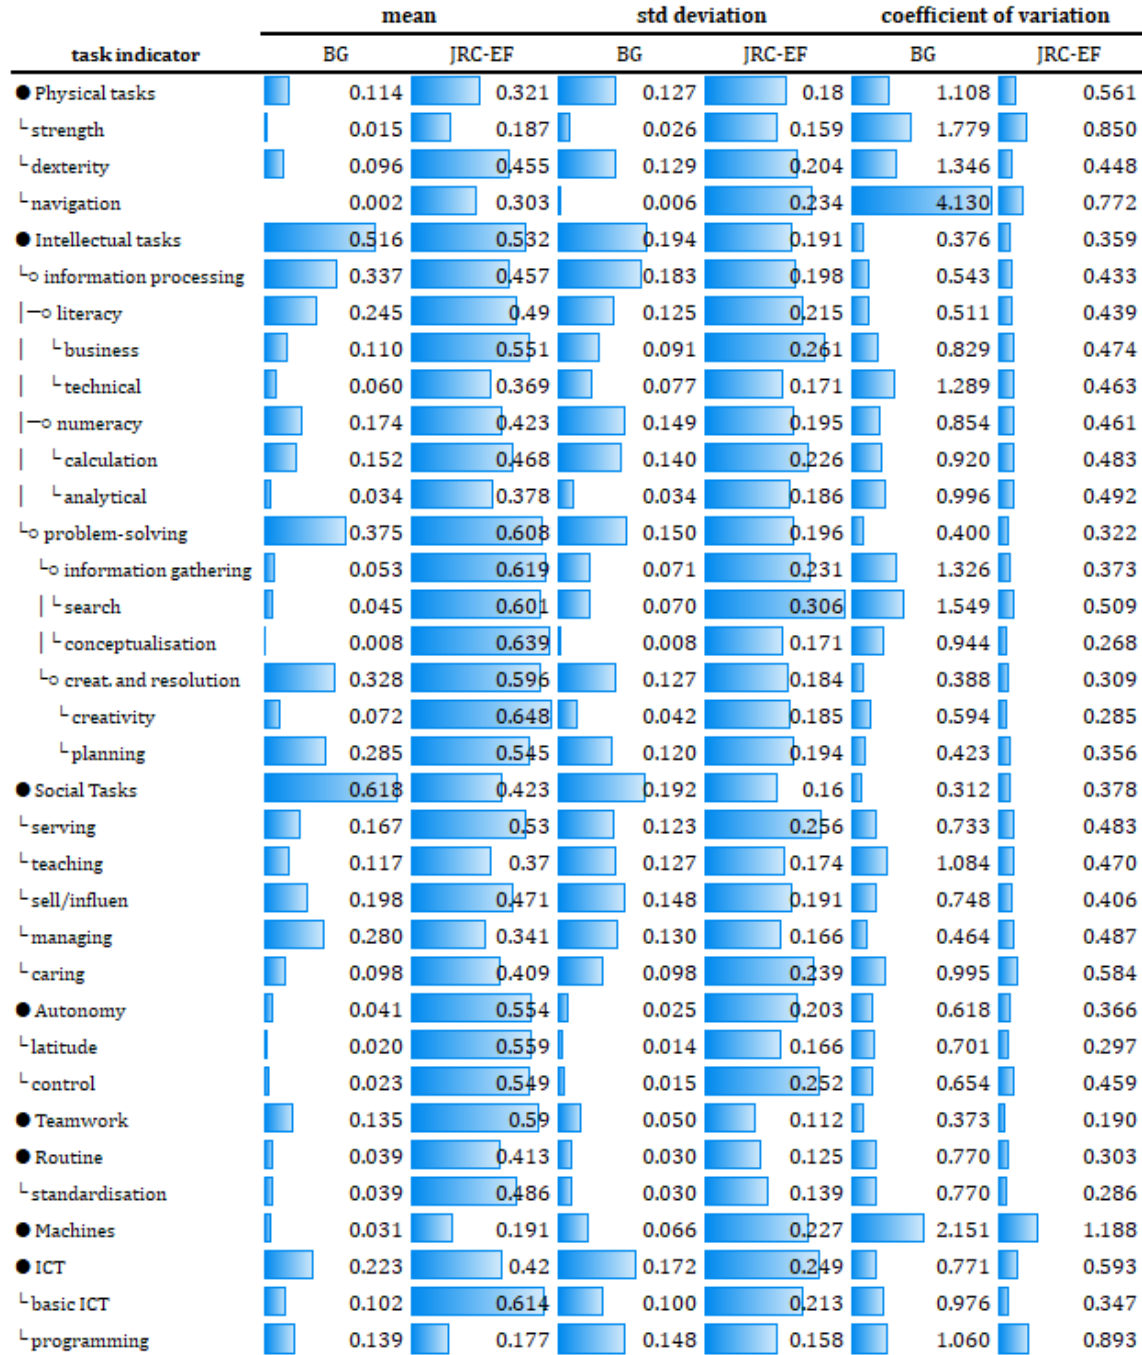 mean std deviation coefficient of variation
task indicator BG JRC-EF BG JRC-EF BG JRC-EF
● Physical tasks 0.114 0.321 0.127 0.18 1.108 0.561
└ strength 0.015 0.187 0.026 0.159 1.779 0.850
└ dexterity 0.096 0.455 0.129 0.204 1.346 0.448
└ navigation 0.002 0.303 0.006 0.234 4.130 0.772
● Intellectual tasks 0.516 0.532 0.194 0.191 0.376 0.359
└○ information processing 0.337 0.457 0.183 0.198 0.543 0.433
│─○ literacy 0.245 0.49 0.125 0.215 0.511 0.439
│ └ business 0.110 0.551 0.091 0.261 0.829 0.474
│ └ technical 0.060 0.369 0.077 0.171 1.289 0.463
│─○ numeracy 0.174 0.423 0.149 0.195 0.854 0.461
│ └ calculation 0.152 0.468 0.140 0.226 0.920 0.483
│ └ analytical 0.034 0.378 0.034 0.186 0.996 0.492
└○ problem-solving 0.375 0.608 0.150 0.196 0.400 0.322
└○ information gathering 0.053 0.619 0.071 0.231 1.326 0.373
│ └ search 0.045 0.601 0.070 0.306 1.549 0.509
│ └ conceptualisation 0.008 0.639 0.008 0.171 0.944 0.268
└○ creat. and resolution 0.328 0.596 0.127 0.184 0.388 0.309
└ creativity 0.072 0.648 0.042 0.185 0.594 0.285
└ planning 0.285 0.545 0.120 0.194 0.423 0.356
● Social Tasks 0.618 0.423 0.192 0.16 0.312 0.378
└ serving 0.167 0.53 0.123 0.256 0.733 0.483
└ teaching 0.117 0.37 0.127 0.174 1.084 0.470
└ sell/influen 0.198 0.471 0.148 0.191 0.748 0.406
└ managing 0.280 0.341 0.130 0.166 0.464 0.487
└ caring 0.098 0.409 0.098 0.239 0.995 0.584
● Autonomy 0.041 0.554 0.025 0.203 0.618 0.366
└ latitude 0.020 0.559 0.014 0.166 0.701 0.297
└ control 0.023 0.549 0.015 0.252 0.654 0.459
● Teamwork 0.135 0.59 0.050 0.112 0.373 0.190
● Routine 0.039 0.413 0.030 0.125 0.770 0.303
└ standardisation 0.039 0.486 0.030 0.139 0.770 0.286
● Machines 0.031 0.191 0.066 0.227 2.151 1.188
● ICT 0.223 0.42 0.172 0.249 0.771 0.593
└ basic ICT 0.102 0.614 0.100 0.213 0.976 0.347
└ programming 0.139 0.177 0.148 0.158 1.060 0.893